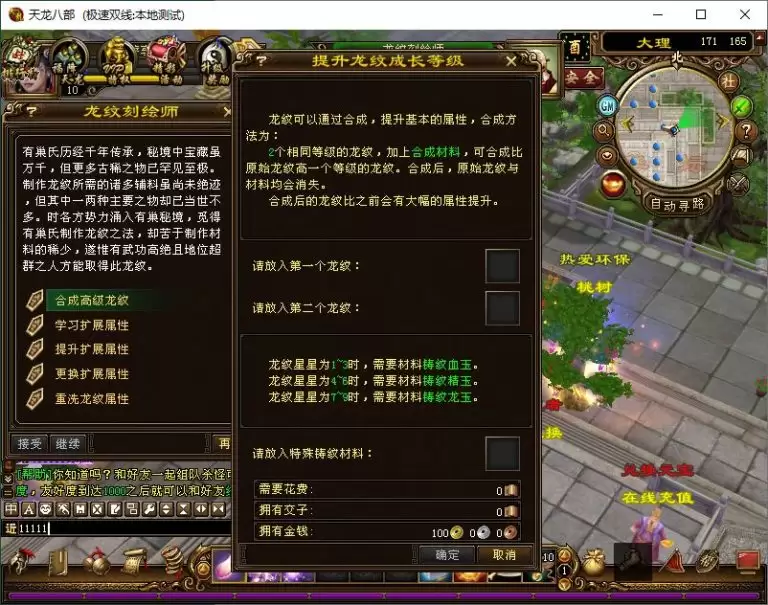 天龙八部 (极速双线:本地测试)
大理 171 165
北
安全
GM
自动寻路
10
龙纹刻绘师
有巢氏历经千年传承，秘境中宝藏虽
万千，但更多古稀之物已罕见至极。
制作龙纹所需的诸多辅料虽尚未绝迹
，但其中一两种主要之物却已当世不
多。时各方势力涌入有巢秘境，觅得
有巢氏制作龙纹之法，却苦于制作材
料的稀少，遂惟有武功高绝且地位超
群之人方能取得此龙纹。
合成高级龙纹
学习扩展属性
提升扩展属性
更换扩展属性
重洗龙纹属性
接受 继续 再
提升龙纹成长等级
龙纹可以通过合成，提升基本的属性，合成方
法为：
2个相同等级的龙纹，加上合成材料，可合成比
原始龙纹高一个等级的龙纹。合成后，原始龙纹与
材料均会消失。
合成后的龙纹比之前会有大幅的属性提升。
请放入第一个龙纹：
请放入第二个龙纹：
龙纹星星为1~3时，需要材料铸纹血玉。
龙纹星星为4~6时，需要材料铸纹精玉。
龙纹星星为7~9时，需要材料铸纹龙玉。
请放入特殊铸纹材料：
需要花费: 0
拥有交子: 0
拥有金钱: 100 0 0
确定 取消
热爱环保
桃树
换
在线充值
[帮助]你知道吗？和好友一起组队杀怪可
度，友好度到达1000之后就可以和好友结
近 11111
10
1